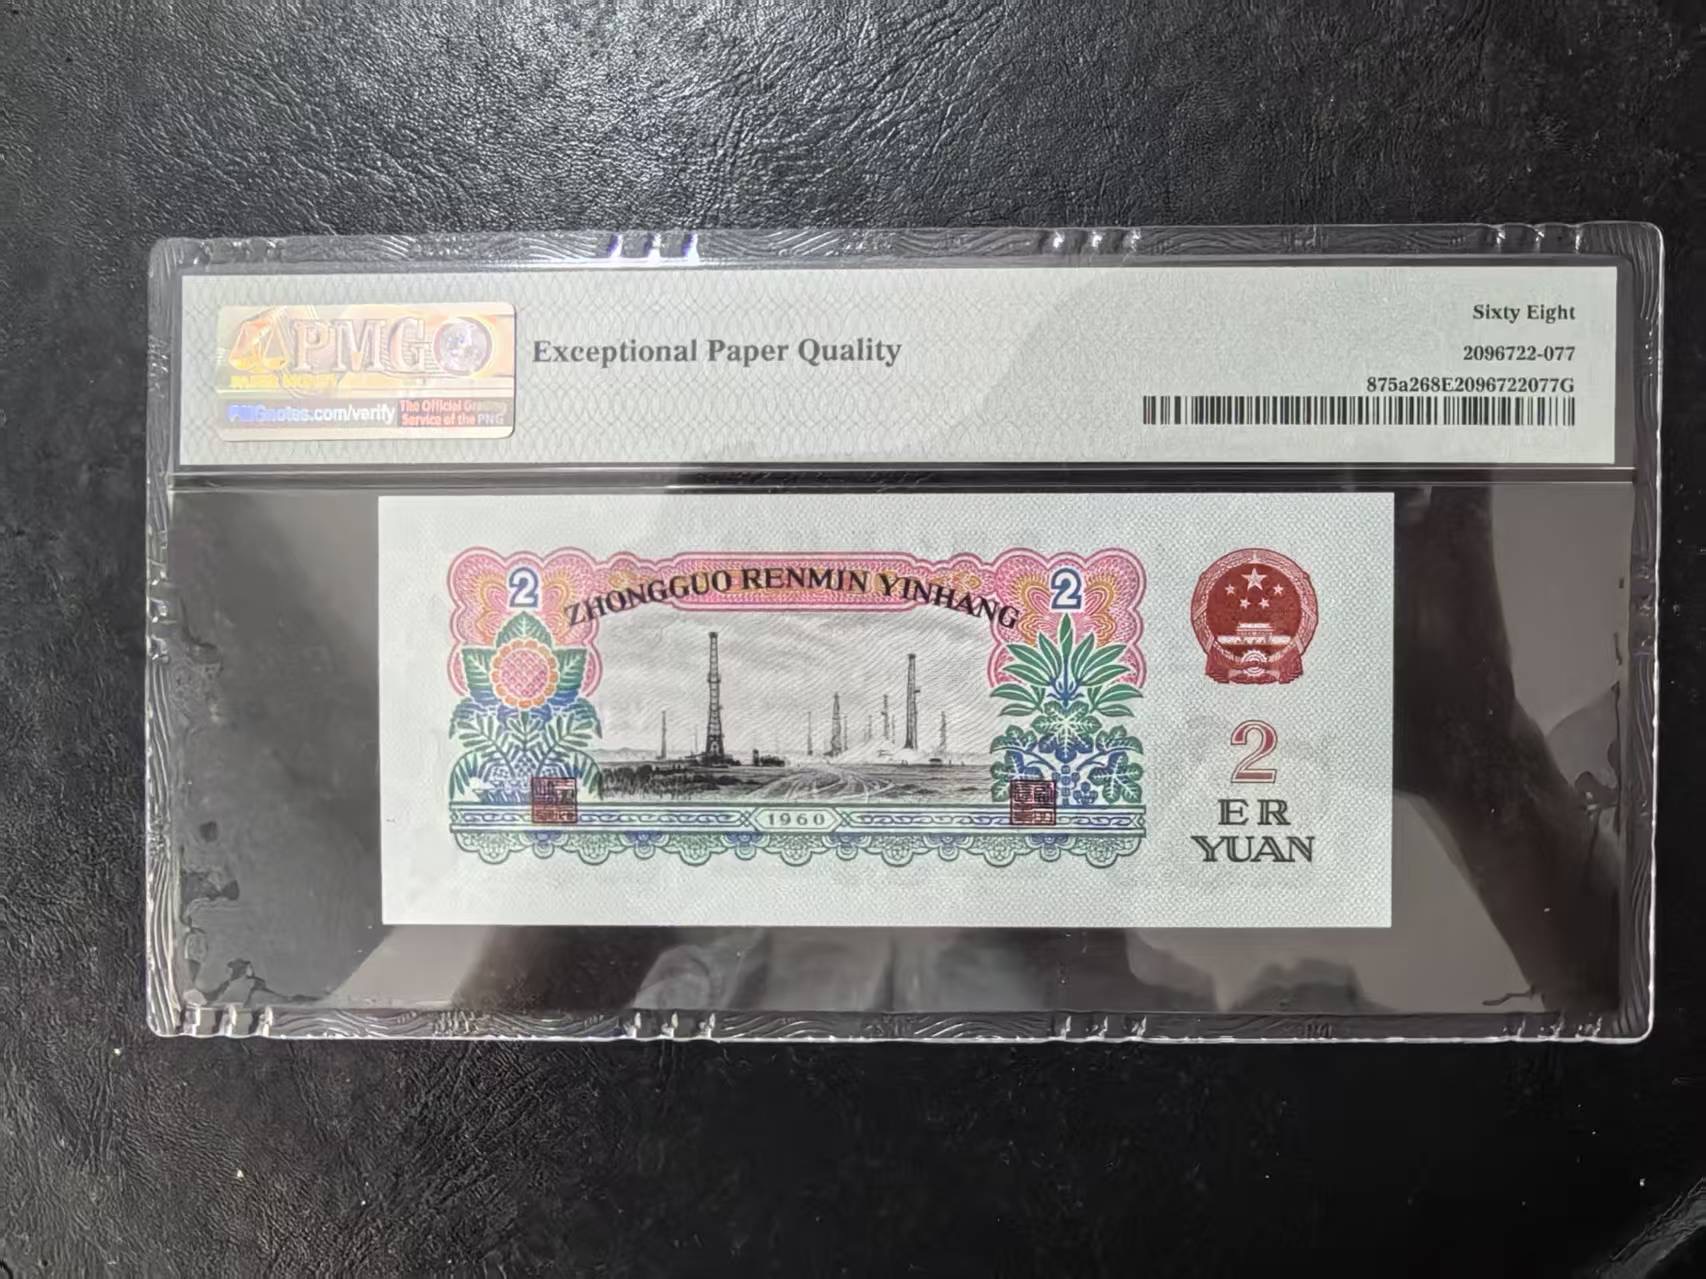 PMG
PMGnotes.com/verify
The Official Grading
Service of the PNG
Exceptional Paper Quality
Sixty Eight
2096722-077
875a268E2096722077G
2
ZHONGGUO RENMIN YINHANG
2
1960
2
ER
YUAN